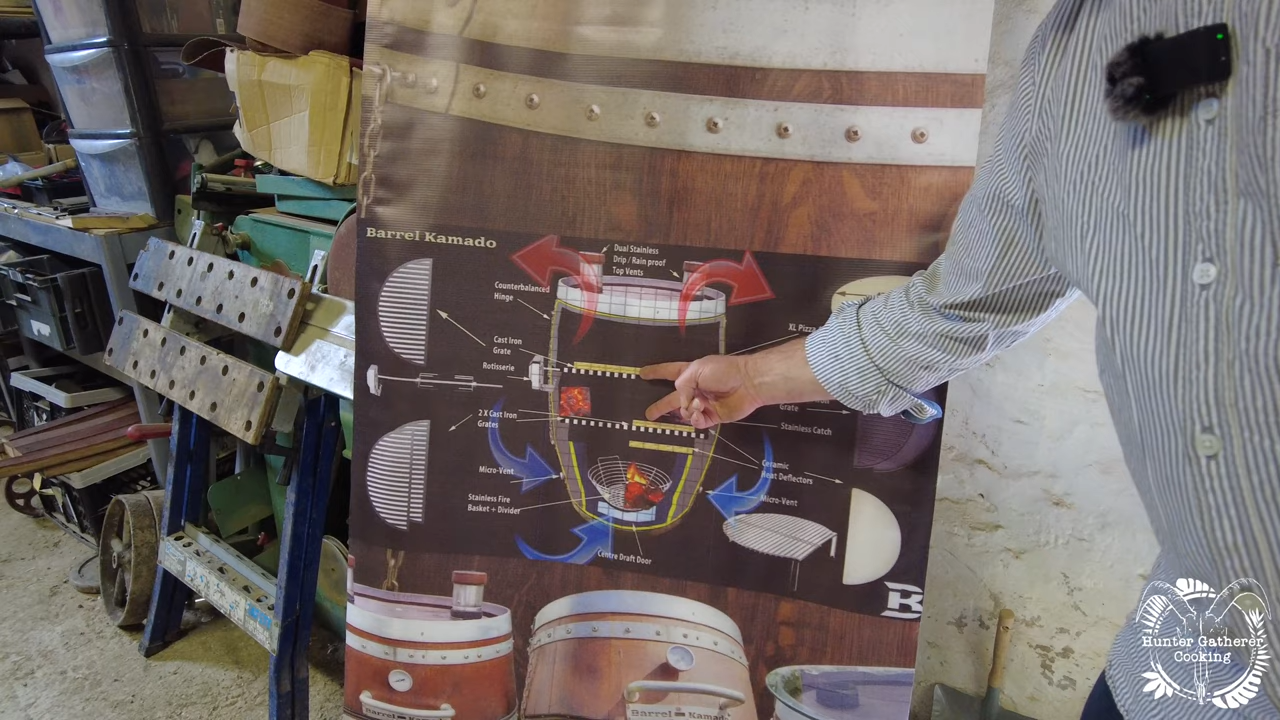 Barrel Kamado
Dual Stainless
Drip / Rain proof
Top Vents
Counterbalanced
Hinge
XL Pizza
Cast Iron
Grate
Rotisserie
2 X Cast Iron
Grates
Grate
Stainless Catch
Micro-Vent
Ceramic
Heat Deflectors
Stainless Fire
Basket + Divider
Micro-Vent
Centre Draft Door
B
Barrel Kamado
Barrel Kamado
Hunter Gatherer
Cooking